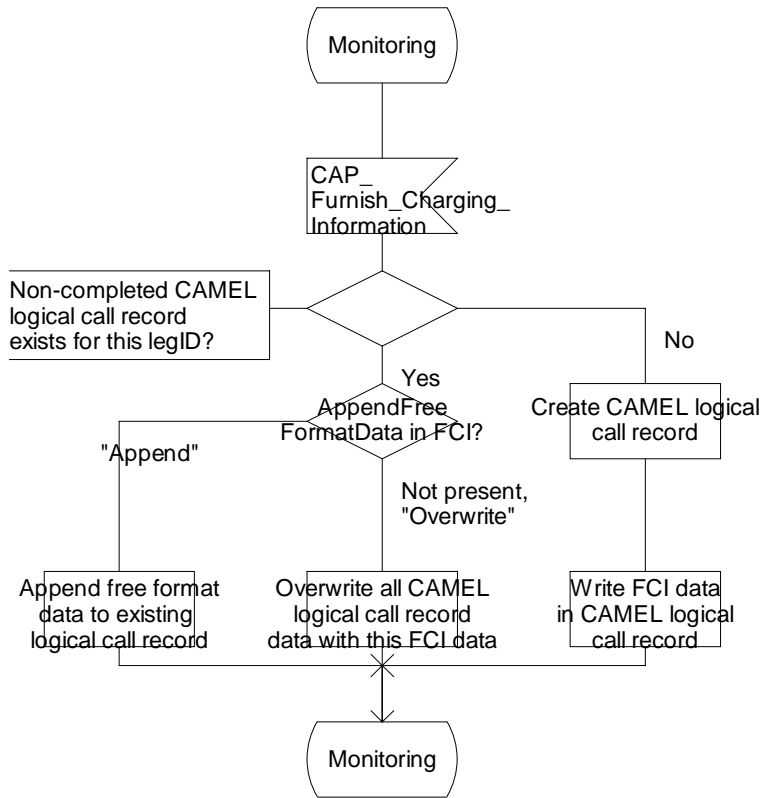 Monitoring
CAP_
Furnish_Charging_
Information
Non-completed CAMEL
logical call record
exists for this legID?
No
Yes
AppendFree
FormatData in FCI?
Create CAMEL logical
call record
"Append"
Not present,
"Overwrite"
Append free format
data to existing
logical call record
Overwrite all CAMEL
logical call record
data with this FCI data
Write FCI data
in CAMEL logical
call record
Monitoring